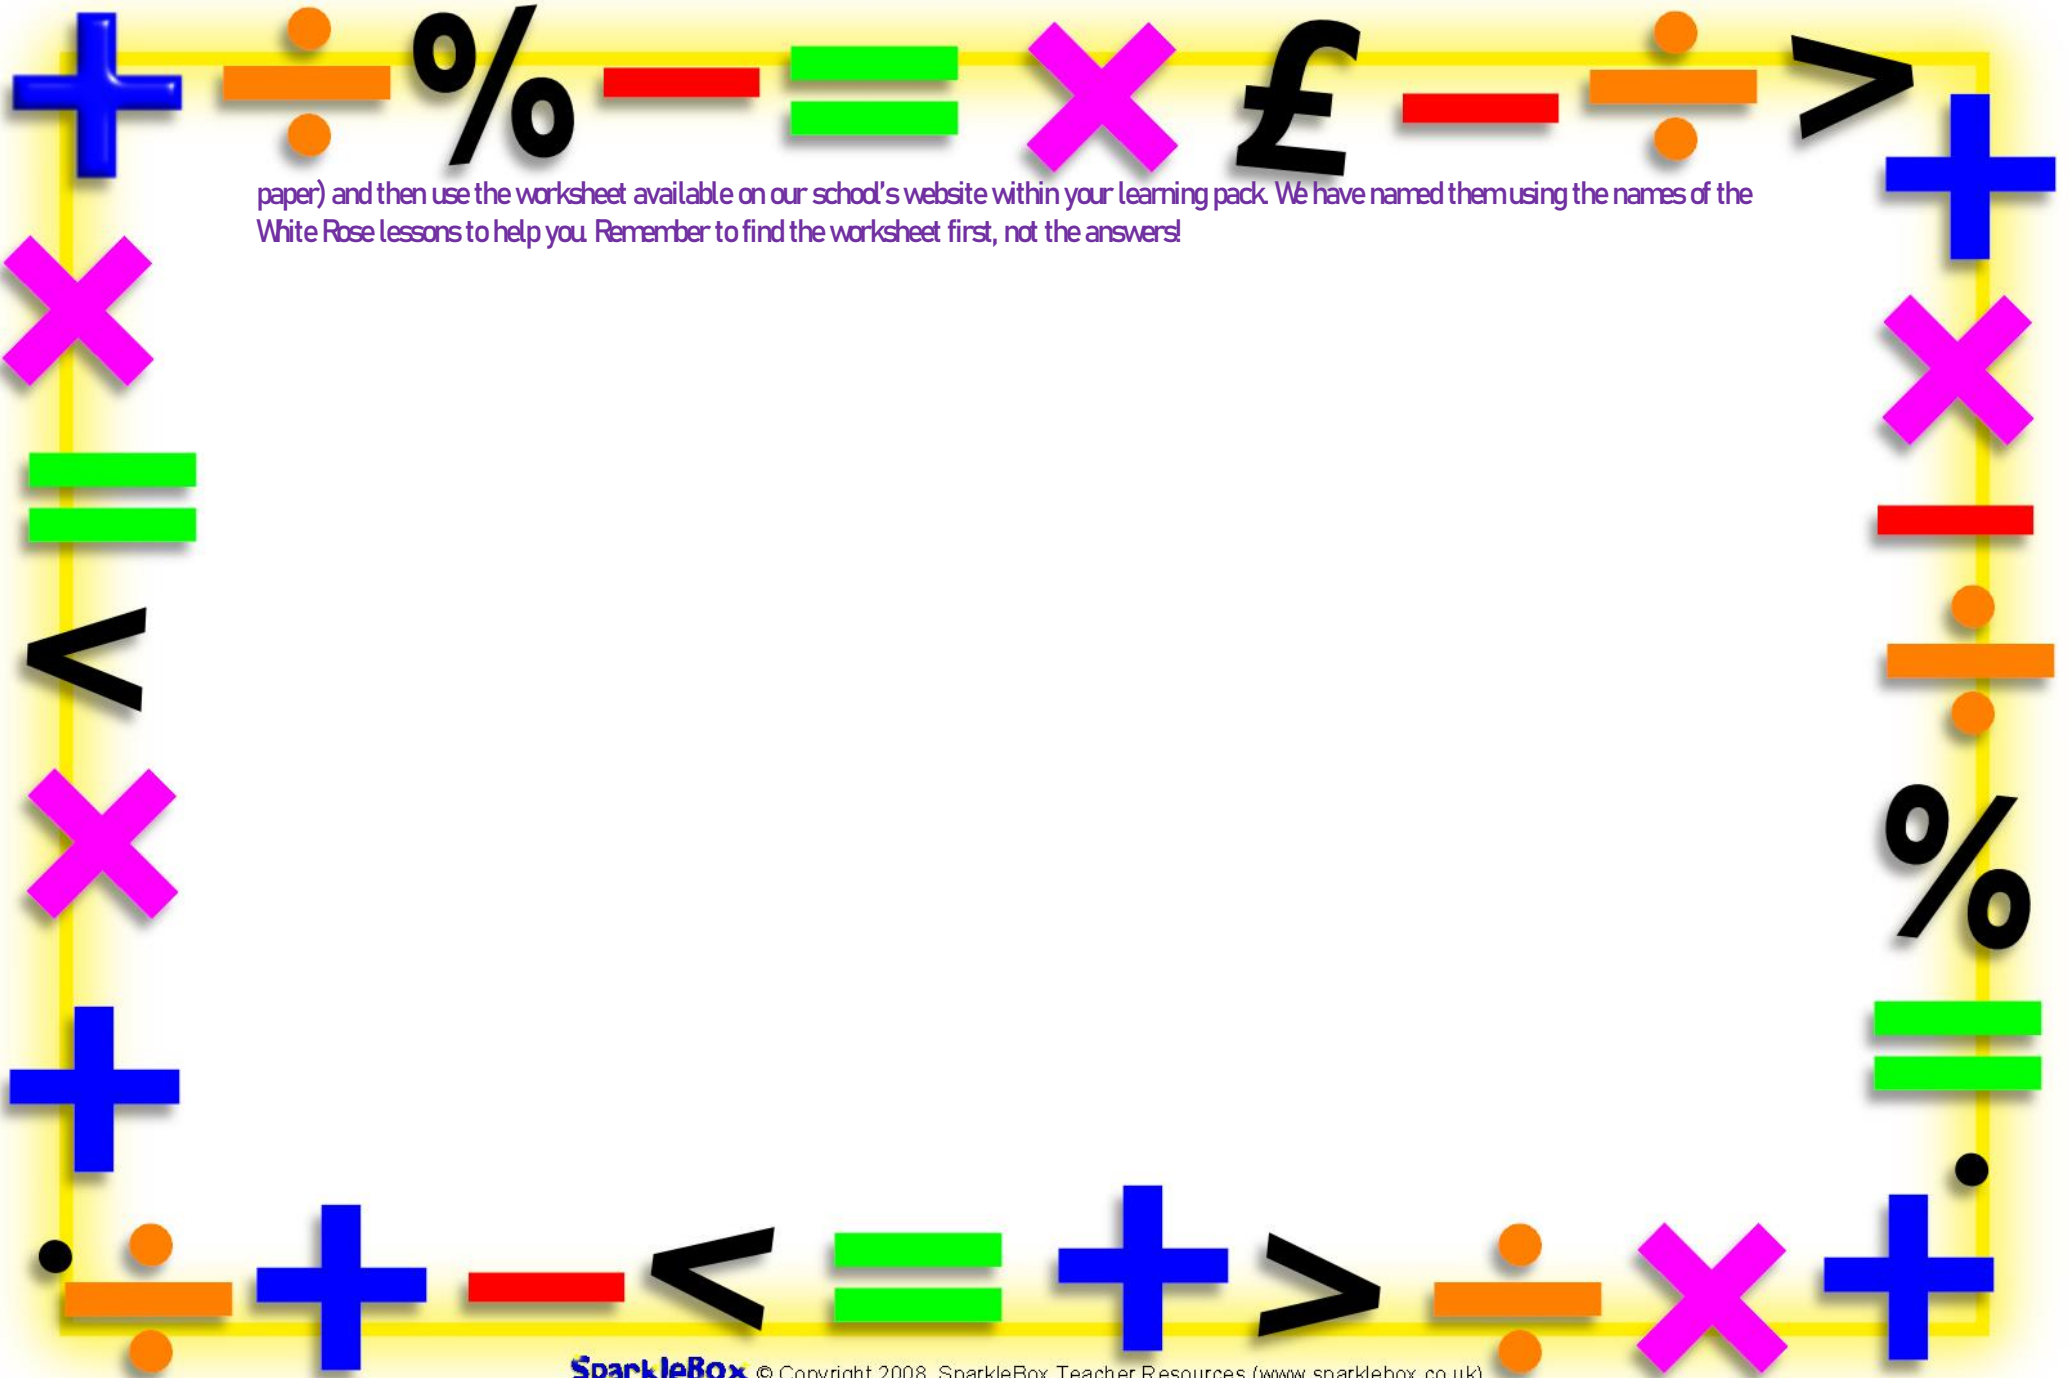 paper) and then use the worksheet available on our school's website within your learning pack. We have named them using the names of the
White Rose lessons to help you. Remember to find the worksheet first, not the answers!
SparkleBox © Copyright 2008, SparkleBox Teacher Resources (www.sparklebox.co.uk)